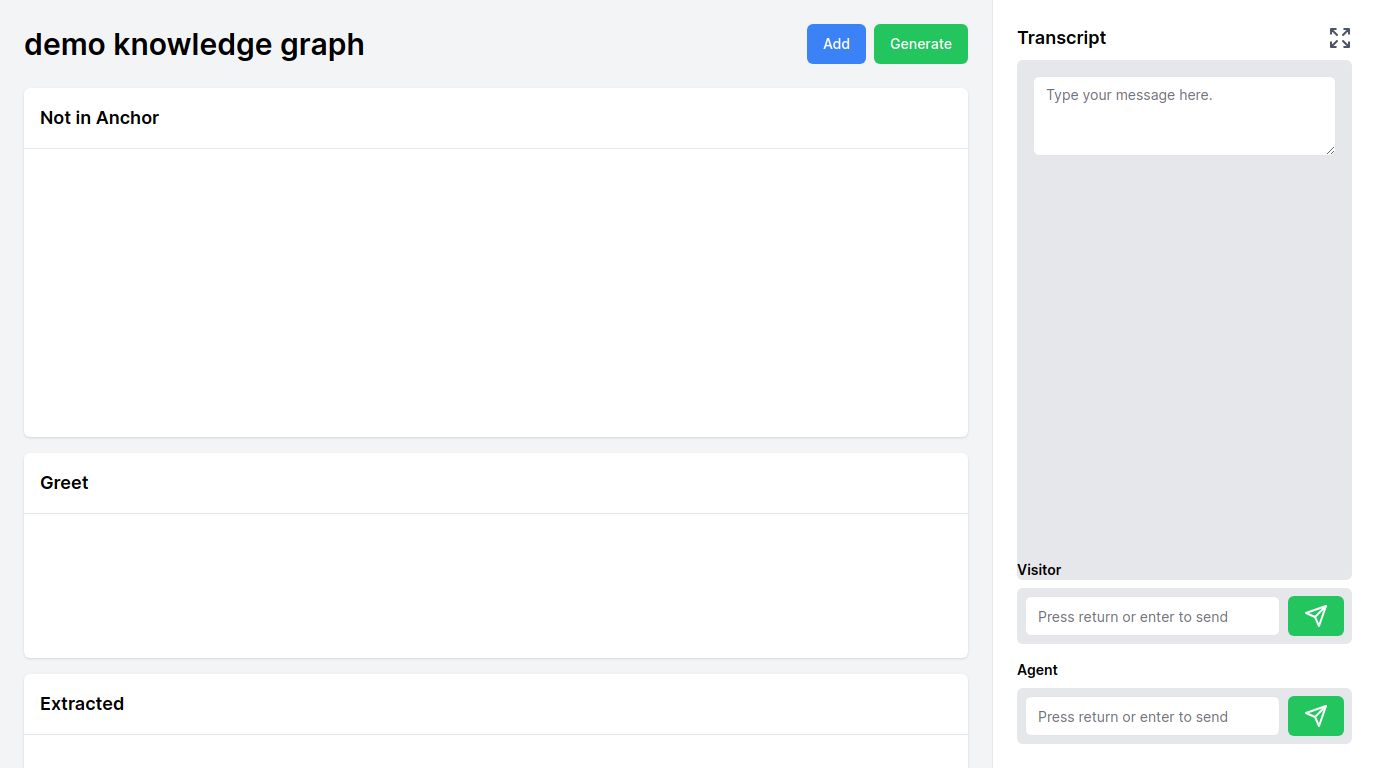 demo knowledge graph
Add
Generate
Not in Anchor
Greet
Extracted
Transcript
Type your message here.
Visitor
Press return or enter to send
Agent
Press return or enter to send